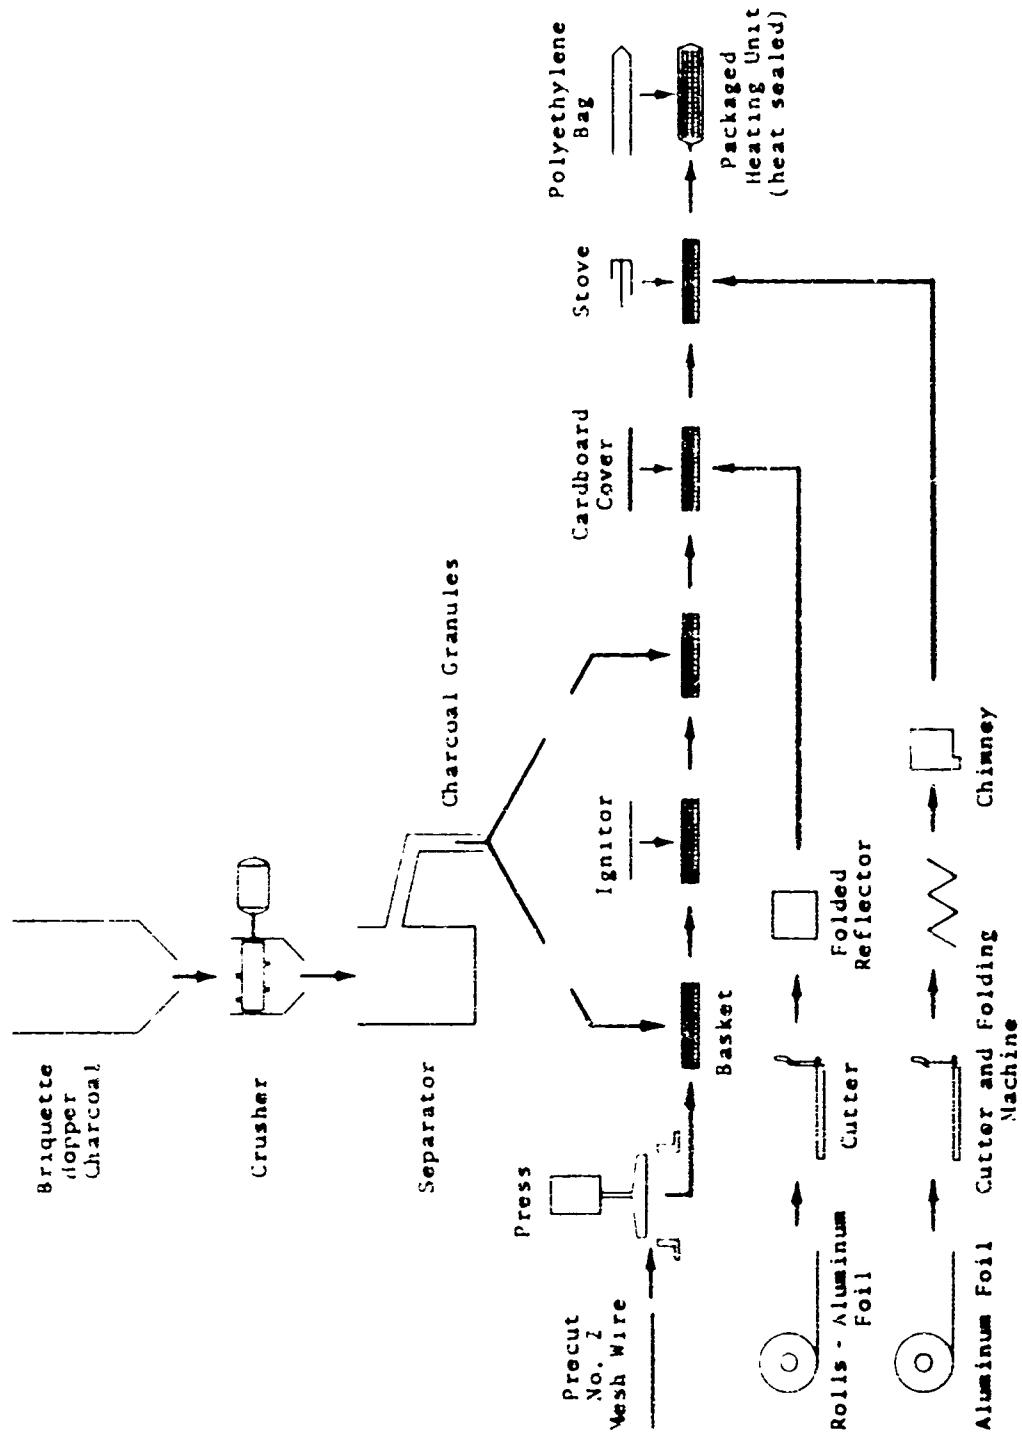 Briquette
Hopper
Charcoal
Crusher
Separator
Charcoal Granules
Press
Precut
No. 2
Mesh Wire
Basket
Ignitor
Cardboard
Cover
Stove
Polyethylene
Bag
Packaged
Heating Unit
(heat sealed)
Rolls - Aluminum
Foil
Cutter
Folded
Reflector
Aluminum Foil
Cutter and Folding
Machine
Chimney